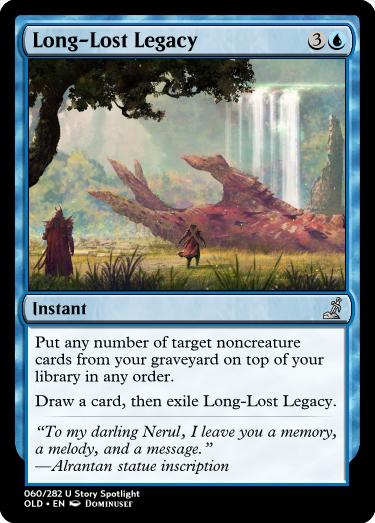 Long-Lost Legacy 3
Instant
Put any number of target noncreature
cards from your graveyard on top of your
library in any order.
Draw a card, then exile Long-Lost Legacy.
“To my darling Nerul, I leave you a memory,
a melody, and a message.”
—Alrantan statue inscription
060/282 U Story Spotlight
OLD • EN Dominusef